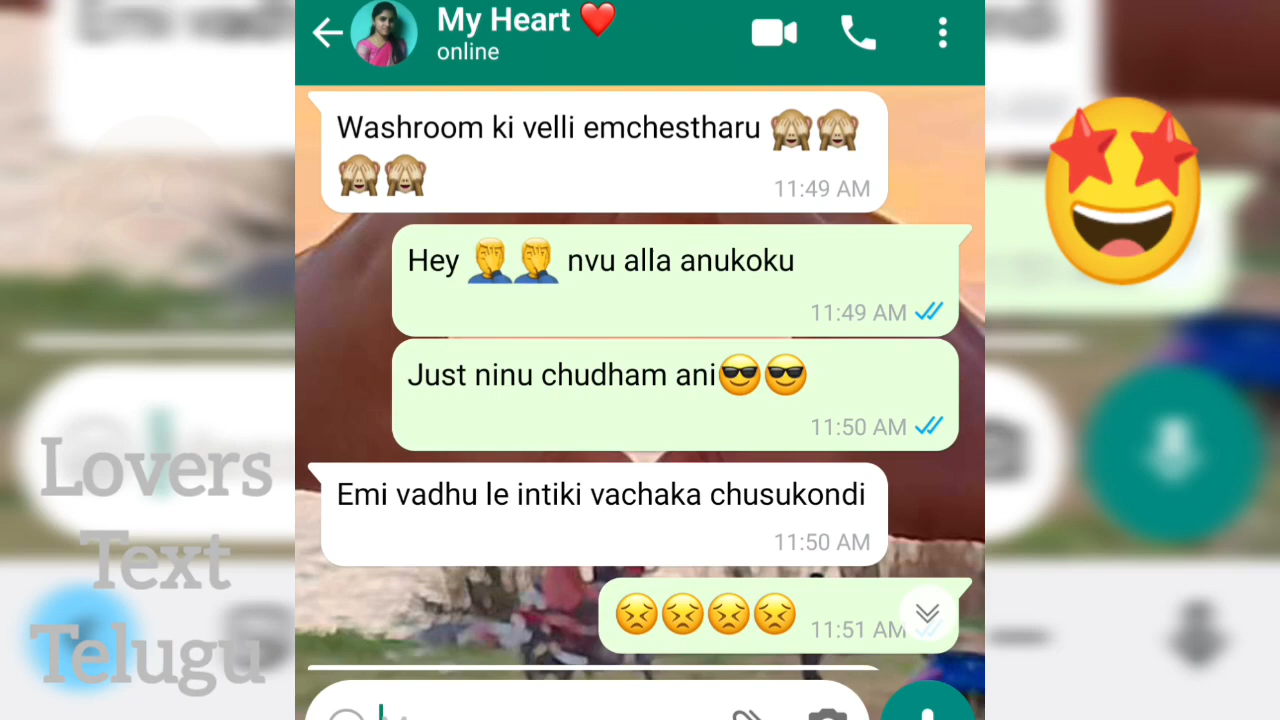 My Heart ❤️
online
Washroom ki velli emchestharu 🙈🙈
🙈🙈
11:49 AM
Hey 🤦‍♂️🤦‍♂️ nvu alla anukoku
11:49 AM
Just ninu chudham ani😎😎
11:50 AM
Emi vadhu le intiki vachaka chusukondi
11:50 AM
😣😣😣😣
11:51 AM
Lovers
Text
Telugu